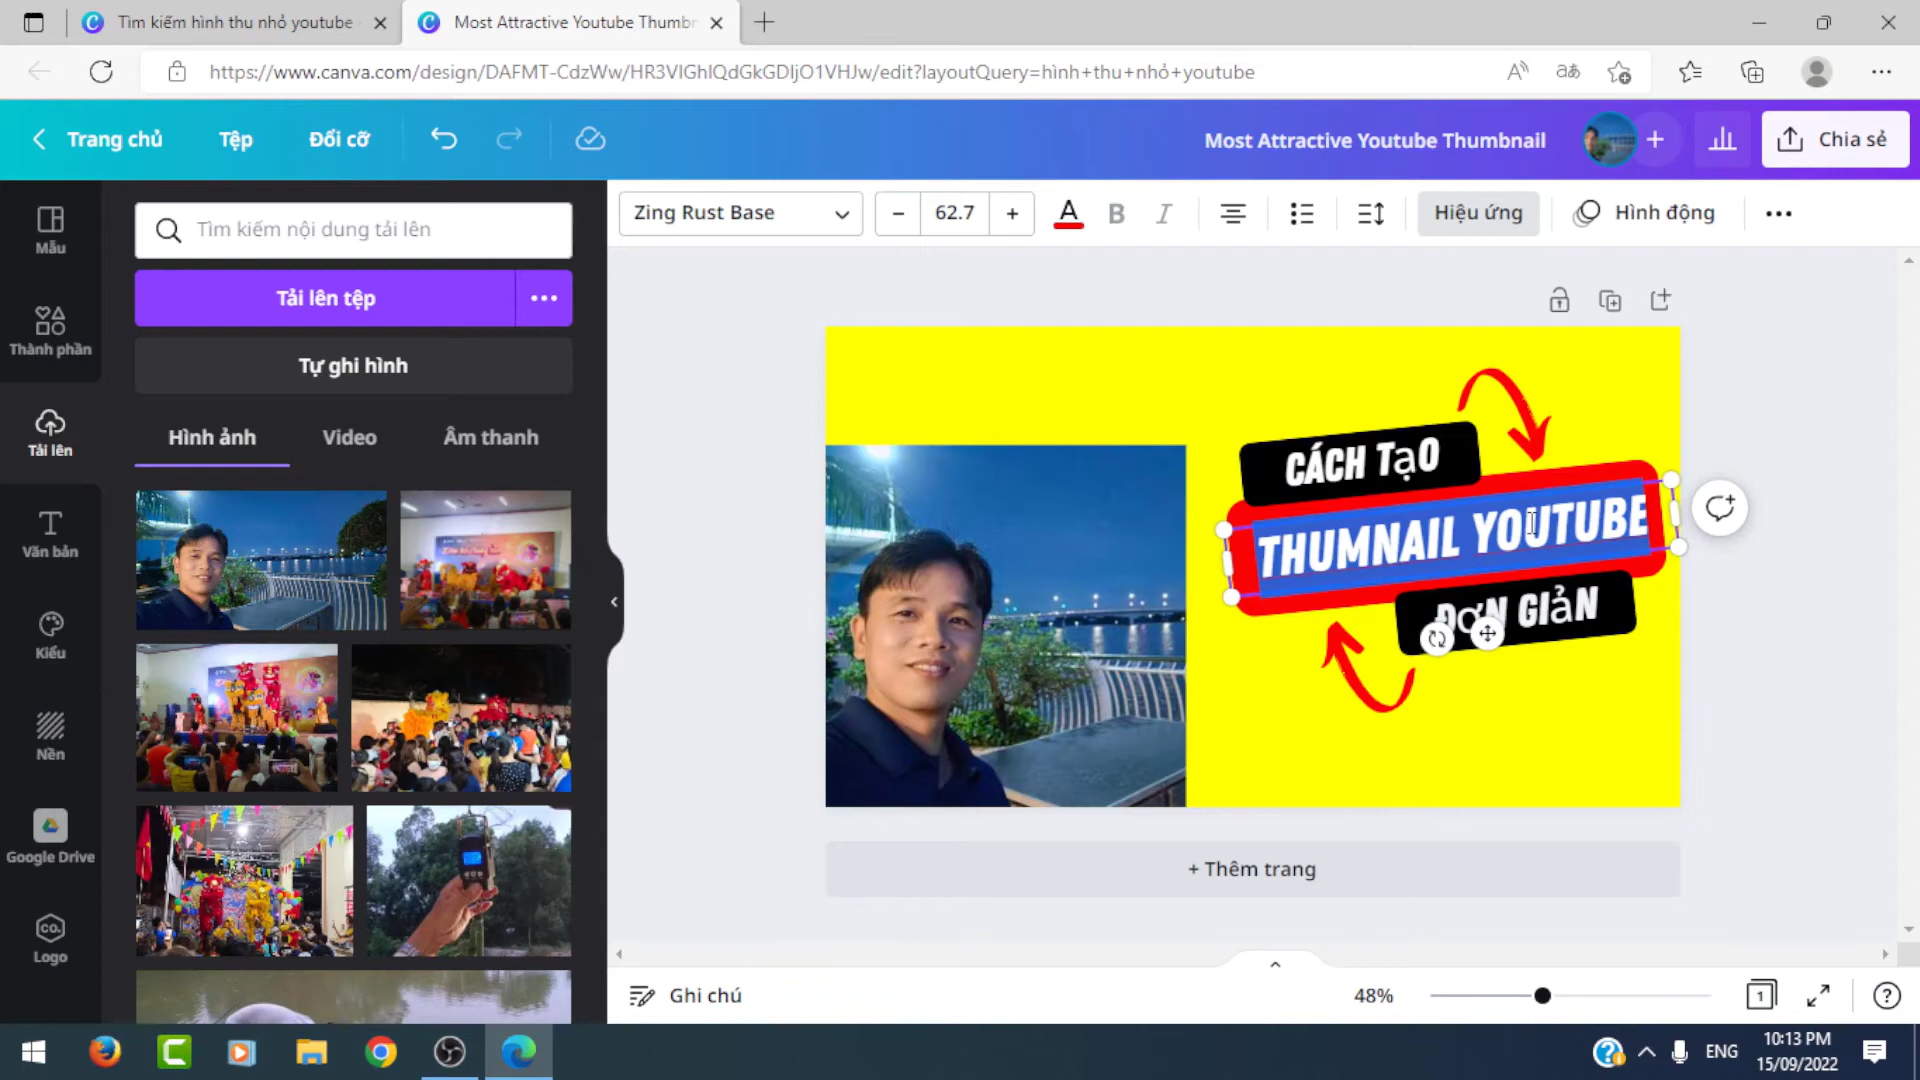 Tìm kiếm hình thu nhỏ youtube
Most Attractive Youtube Thumbn
https://www.canva.com/design/DAFMT-CdzWw/HR3VIGhlQdGkGDIjO1VHJw/edit?layoutQuery=hình+thu+nhỏ+youtube
Trang chủ
Tệp
Đổi cỡ
Most Attractive Youtube Thumbnail
Chia sẻ
Mẫu
Thành phần
Tải lên
Văn bản
Kiểu
Nền
Google Drive
CO.
Logo
Tìm kiếm nội dung tải lên
Tải lên tệp
Tự ghi hình
Hình ảnh
Video
Âm thanh
Zing Rust Base
62.7
A
B
I
Hiệu ứng
Hình động
CÁCH TẠO
THUMNAIL YOUTUBE
ĐƠN GIẢN
+ Thêm trang
Ghi chú
48%
1
ENG
10:13 PM
15/09/2022